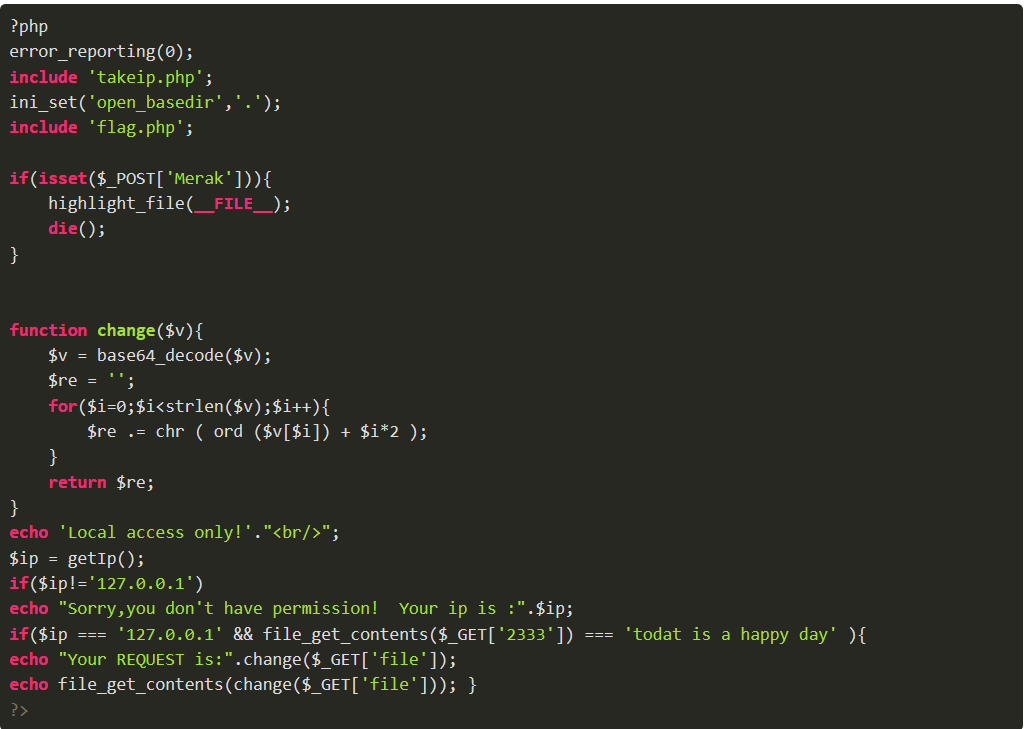 ?php
error_reporting(0);
include 'takeip.php';
ini_set('open_basedir','.');
include 'flag.php';
if(isset($_POST['Merak'])){
    highlight_file(__FILE__);
    die();
}
function change($v){
    $v = base64_decode($v);
    $re = '';
    for($i=0;$i<strlen($v);$i++){
        $re .= chr ( ord ($v[$i]) + $i*2 );
    }
    return $re;
}
echo 'Local access only!'."<br/>";
$ip = getIp();
if($ip!='127.0.0.1')
echo "Sorry,you don't have permission!  Your ip is :".$ip;
if($ip === '127.0.0.1' && file_get_contents($_GET['2333']) === 'todat is a happy day' ){
echo "Your REQUEST is:".change($_GET['file']);
echo file_get_contents(change($_GET['file'])); }
?>